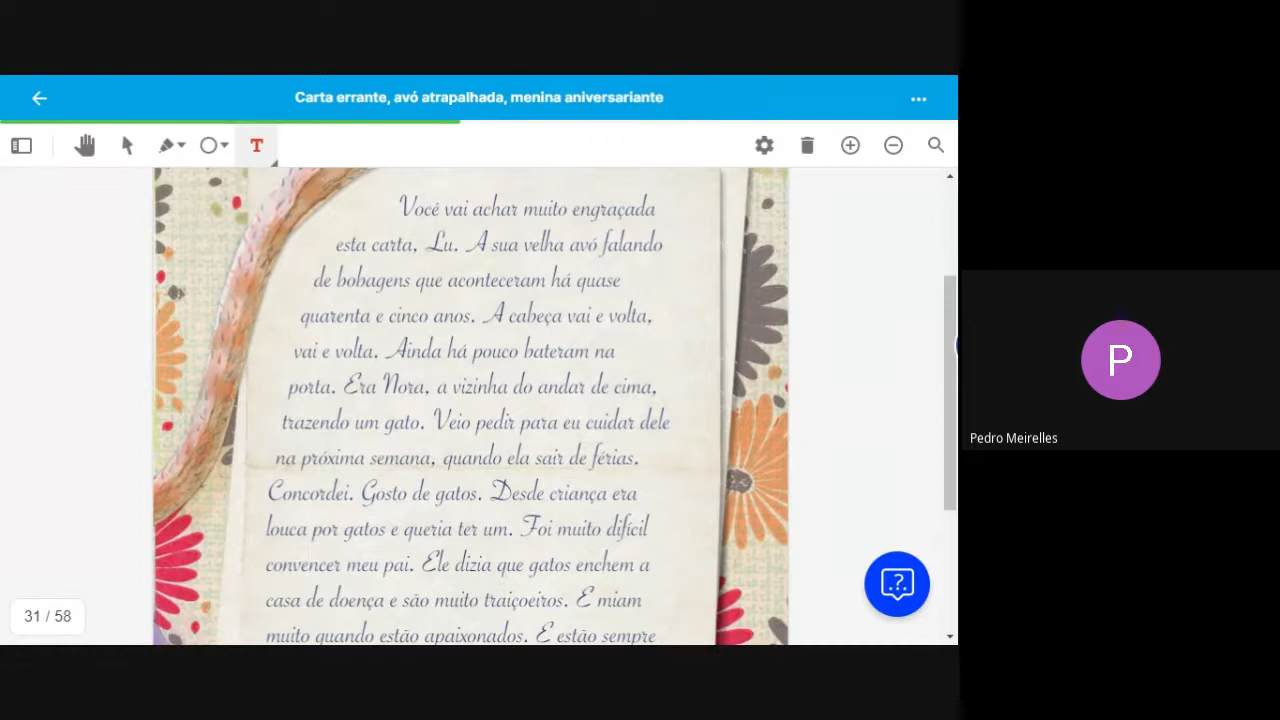 Carta errante, avó atrapalhada, menina aniversariante
T
Você vai achar muito engraçada
esta carta, Lu. A sua velha avó falando
de bobagens que aconteceram há quase
quarenta e cinco anos. A cabeça vai e volta,
vai e volta. Ainda há pouco bateram na
porta. Era Nora, a vizinha do andar de cima,
trazendo um gato. Veio pedir para eu cuidar dele
na próxima semana, quando ela sair de férias.
Concordei. Gosto de gatos. Desde criança era
louca por gatos e queria ter um. Foi muito difícil
convencer meu pai. Ele dizia que gatos enchem a
casa de doença e são muito traiçoeiros. E miam
muito quando estão apaixonados. E estão sempre
31 / 58
P
Pedro Meirelles